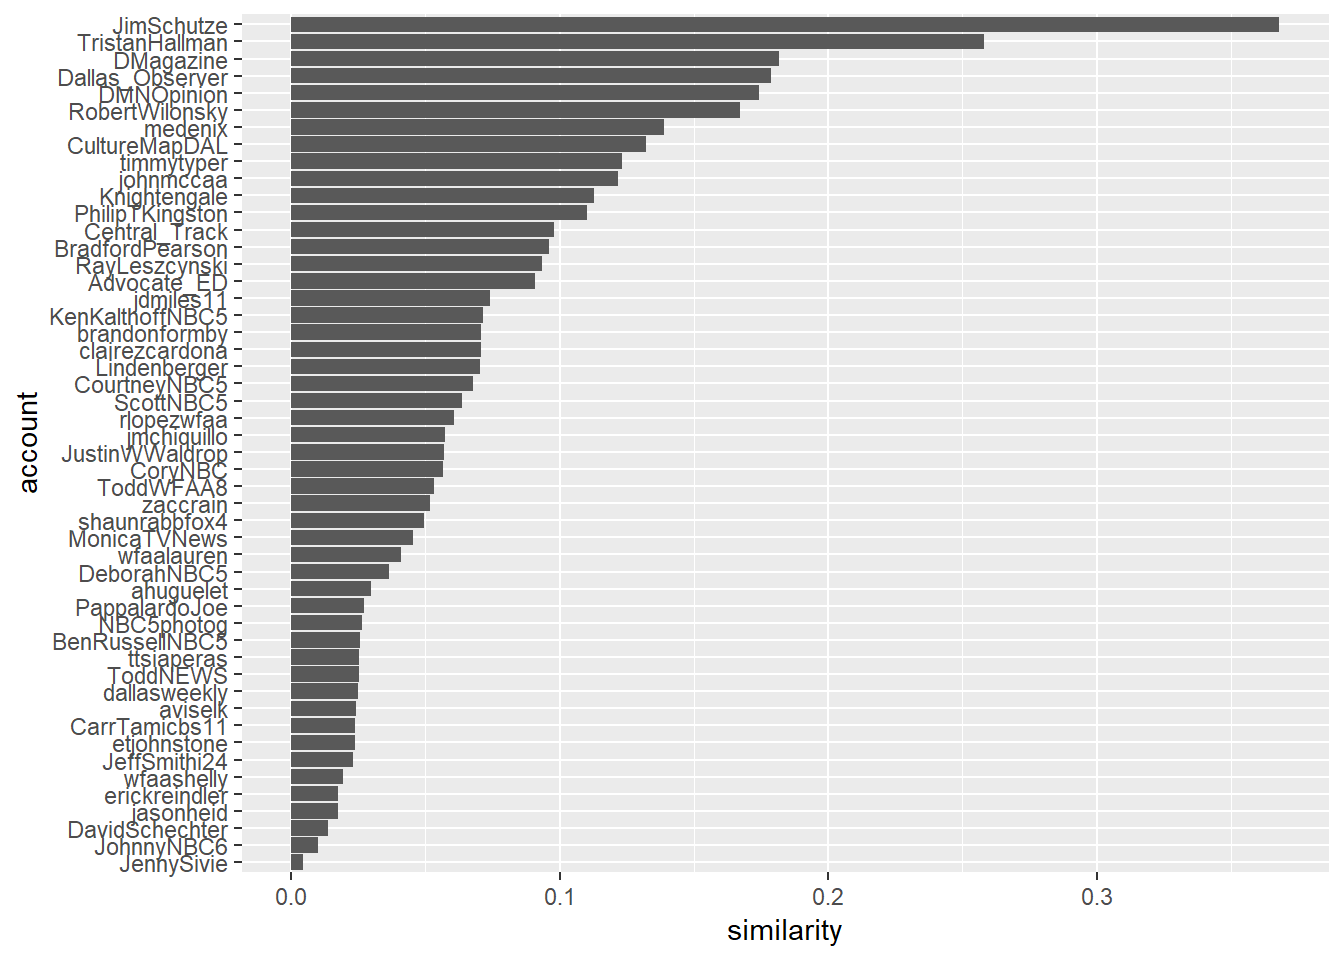 JimSchutze
TristanHallman
DMagazine
Dallas_Observer
DMNOpinion
RobertWilonsky
medenix
CultureMapDAL
timmytyper
johnmccaa
Knightengale
PhilipTKingston
Central_Track
BradfordPearson
RayLeszcynski
Advocate_ED
jdmiles11
KenKalthoffNBC5
brandonformby
clairezcardona
Lindenberger
CourtneyNBC5
ScottNBC5
rlopezwfaa
jmchiquillo
JustinWWaldrop
CoryNBC
ToddWFAA8
zaccrain
shaunrabbfox4
MonicaTVNews
wfaalauren
DeborahNBC5
ahuguelet
PappalardoJoe
NBC5photog
BenRussellNBC5
ttsiaperas
ToddNEWS
dallasweekly
aviselk
CarrTamicbs11
etjohnstone
JeffSmithi24
wfaashelly
erickreindler
jasonheid
DavidSchechter
JohnnyNBC6
JennySivie
account
0.0 0.1 0.2 0.3
similarity